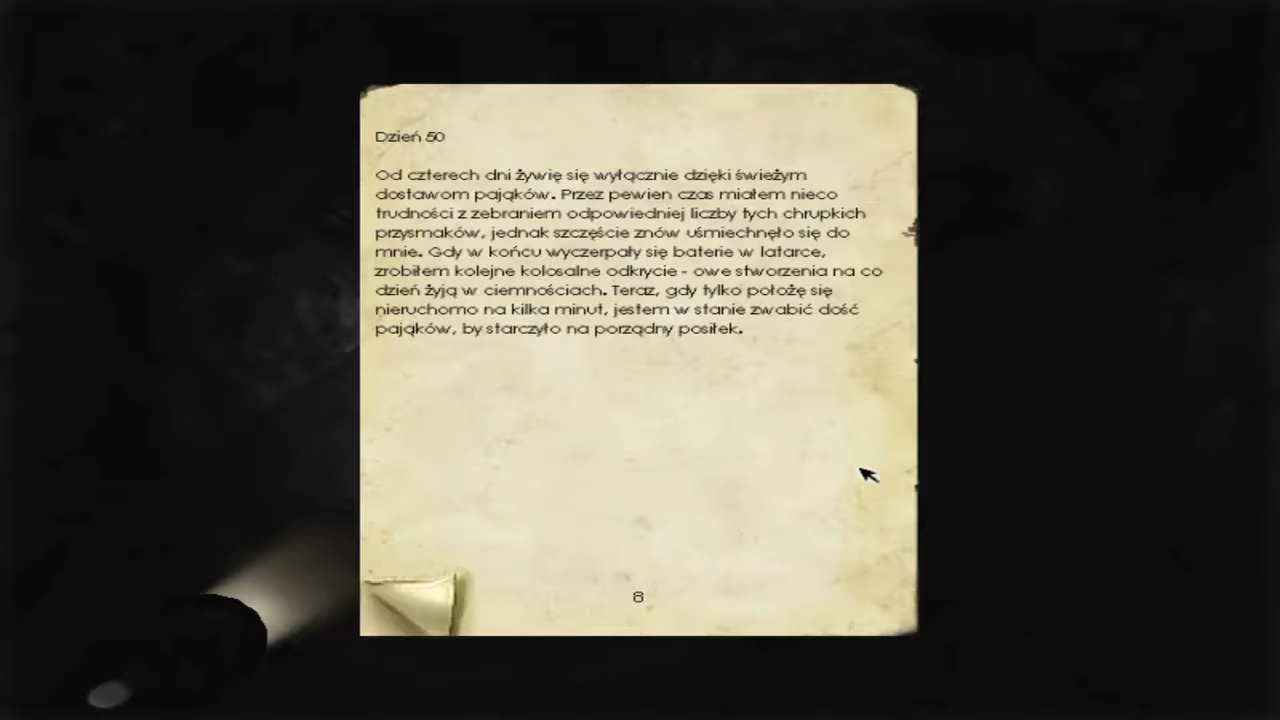 Dzień 50
Od czterech dni żywię się wyłącznie dzięki świeżym
dostawom pająków. Przez pewien czas miałem nieco
trudności z zebraniem odpowiedniej liczby tych chrupkich
przysmaków, jednak szczęście znów uśmiechnęło się do
mnie. Gdy w końcu wyczerpały się baterie w latarce,
zrobiłem kolejne kolosalne odkrycie - owe stworzenia na co
dzień żyją w ciemnościach. Teraz, gdy tylko położę się
nieruchomo na kilka minut, jestem w stanie zwabić dość
pająków, by starczyło na porządny posiłek.
8